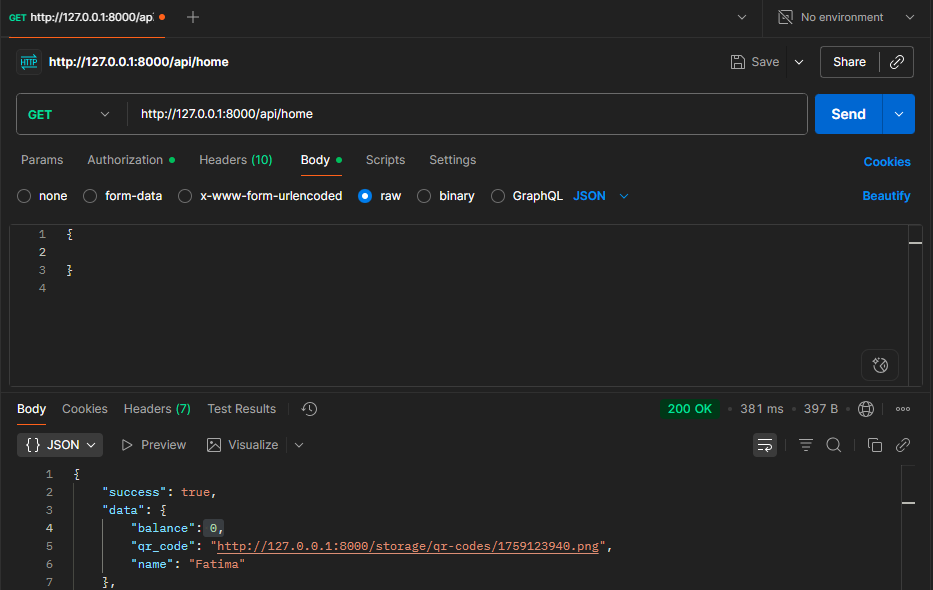 GET http://127.0.0.1:8000/ap
No environment
HTTP http://127.0.0.1:8000/api/home
Save
Share
GET http://127.0.0.1:8000/api/home
Send
Params Authorization Headers (10) Body Scripts Settings
Cookies
none form-data x-www-form-urlencoded raw binary GraphQL JSON
Beautify
1 {
2
3 }
4
Body Cookies Headers (7) Test Results
200 OK 381 ms 397 B
{} JSON Preview Visualize
1 {
2 "success": true,
3 "data": {
4 "balance": 0,
5 "qr_code": "http://127.0.0.1:8000/storage/qr-codes/1759123940.png",
6 "name": "Fatima"
7 },